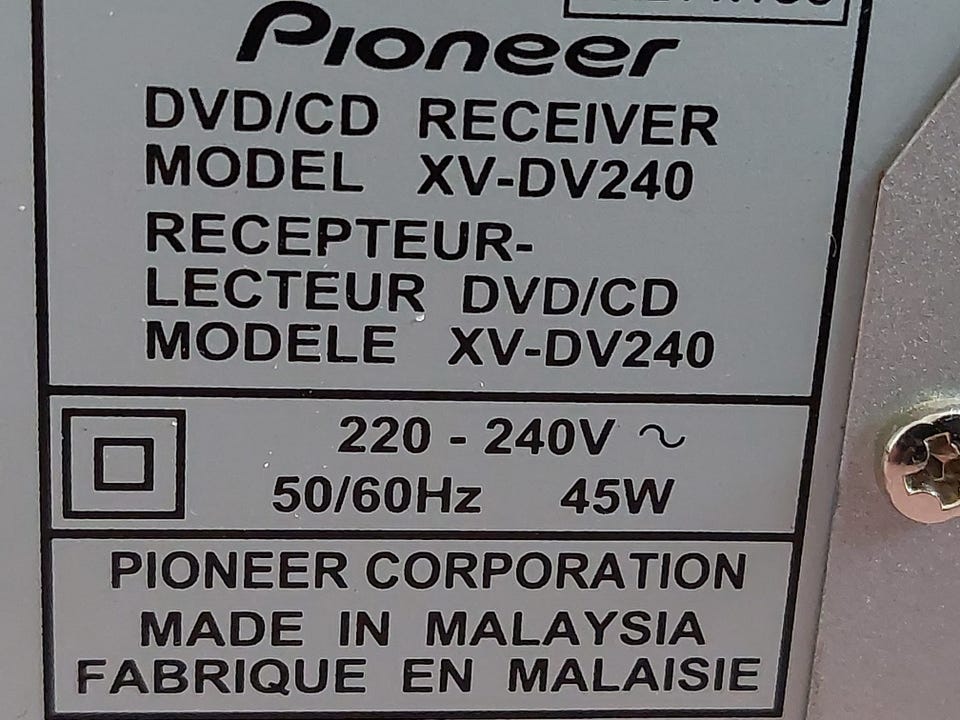 Pioneer
DVD/CD RECEIVER
MODEL XV-DV240
RECEPTEUR-
LECTEUR DVD/CD
MODELE XV-DV240
220 - 240V ~
50/60Hz 45W
PIONEER CORPORATION
MADE IN MALAYSIA
FABRIQUE EN MALAISIE